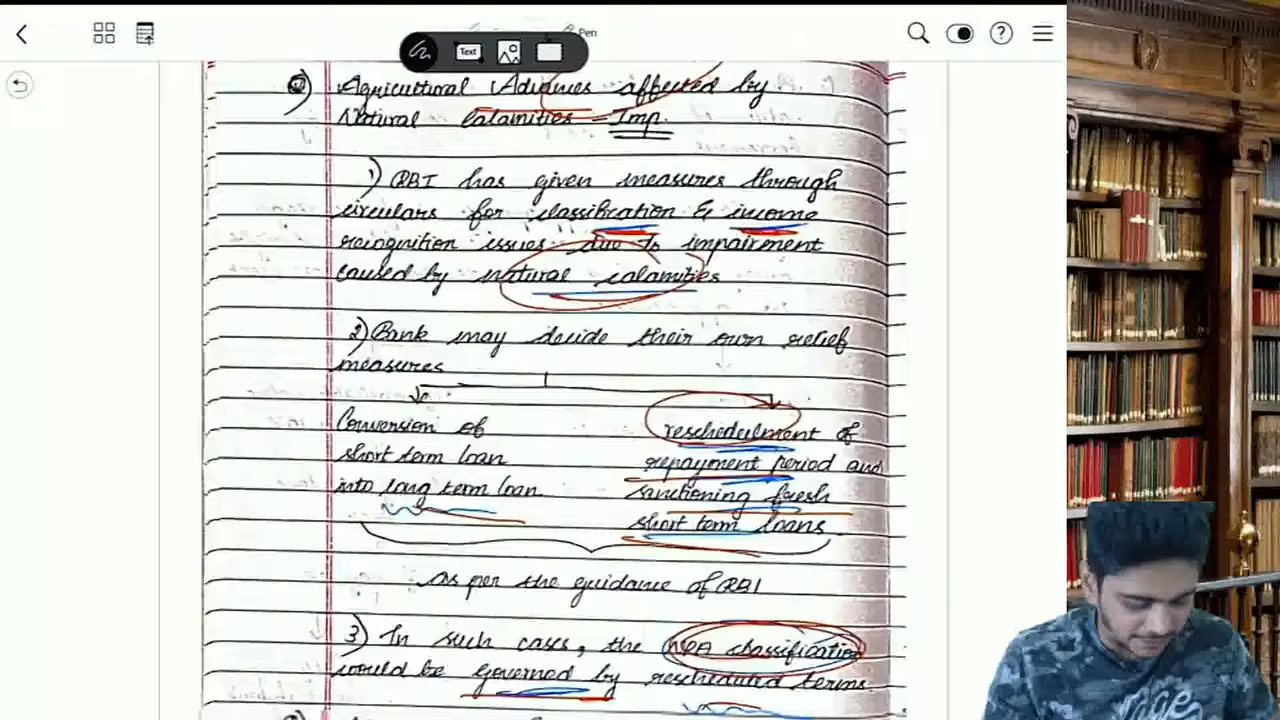 Pen
Text
Agricultural Advances affected by
Natural Calamities = Imp.
1) RBI has given measures through
circulars for classification & income
recognition issues due to impairment
caused by natural calamities
2) Bank may decide their own relief
measures
Conversion of
short term loan
into long term loan
reschedulment of
repayment period and
sanctioning fresh
short term loans.
As per the guidance of RBI
3) In such cases, the NPA classification
would be governed by rescheduled terms.